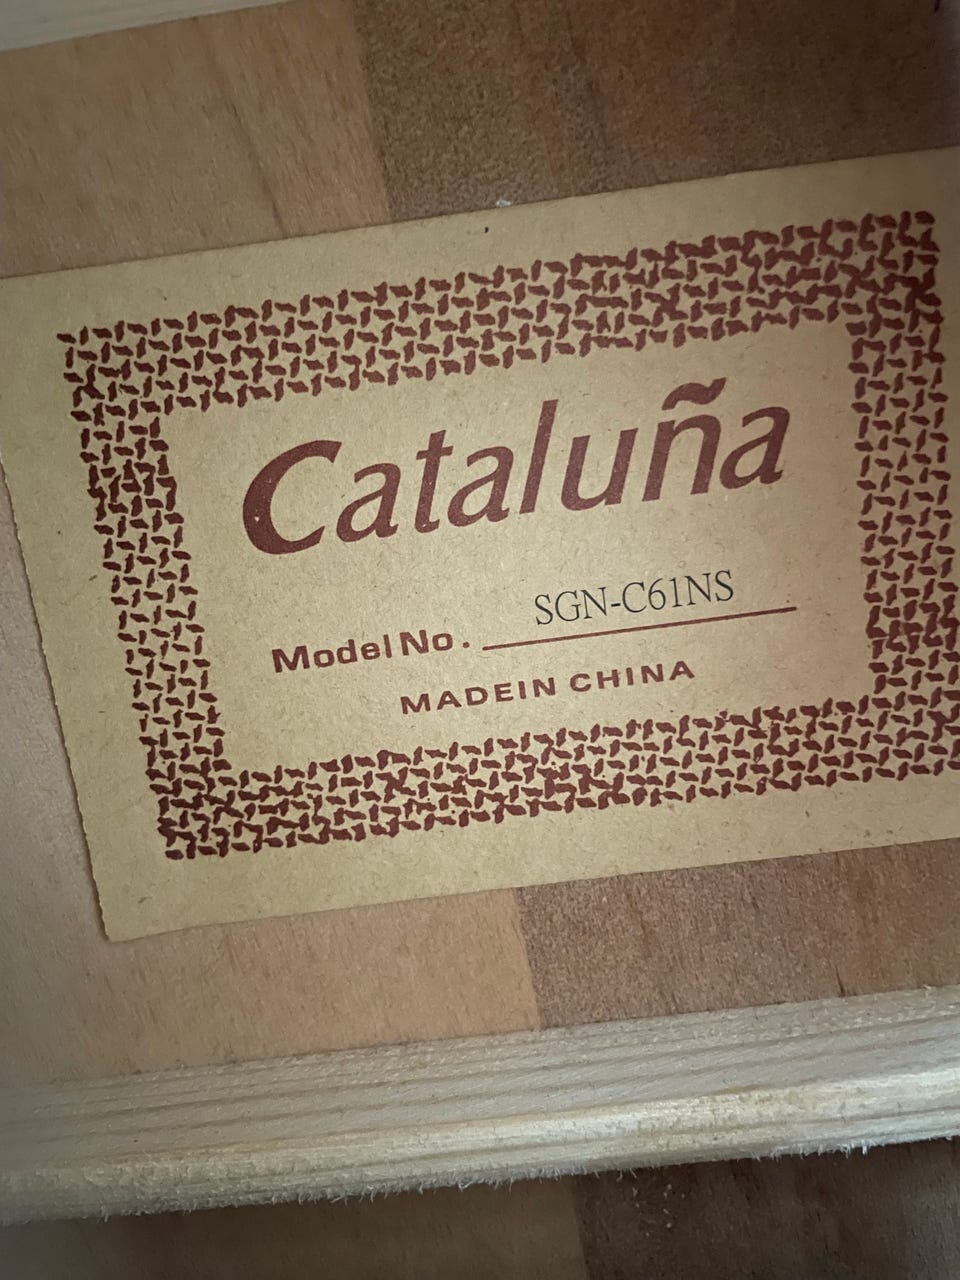 Cataluña
Model No. SGN-C61NS
MADEIN CHINA